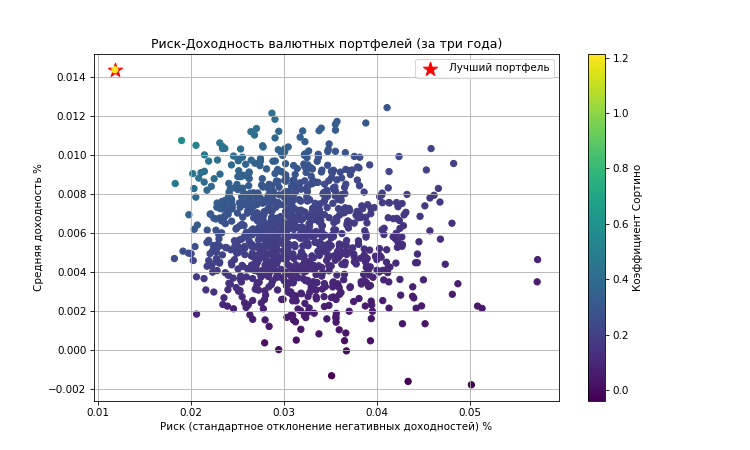 Риск-Доходность валютных портфелей (за три года)
Лучший портфель
Средняя доходность %
0.014
0.012
0.010
0.008
0.006
0.004
0.002
0.000
−0.002
0.01 0.02 0.03 0.04 0.05
Риск (стандартное отклонение негативных доходностей) %
1.2
1.0
0.8
0.6
0.4
0.2
0.0
Коэффициент Сортино